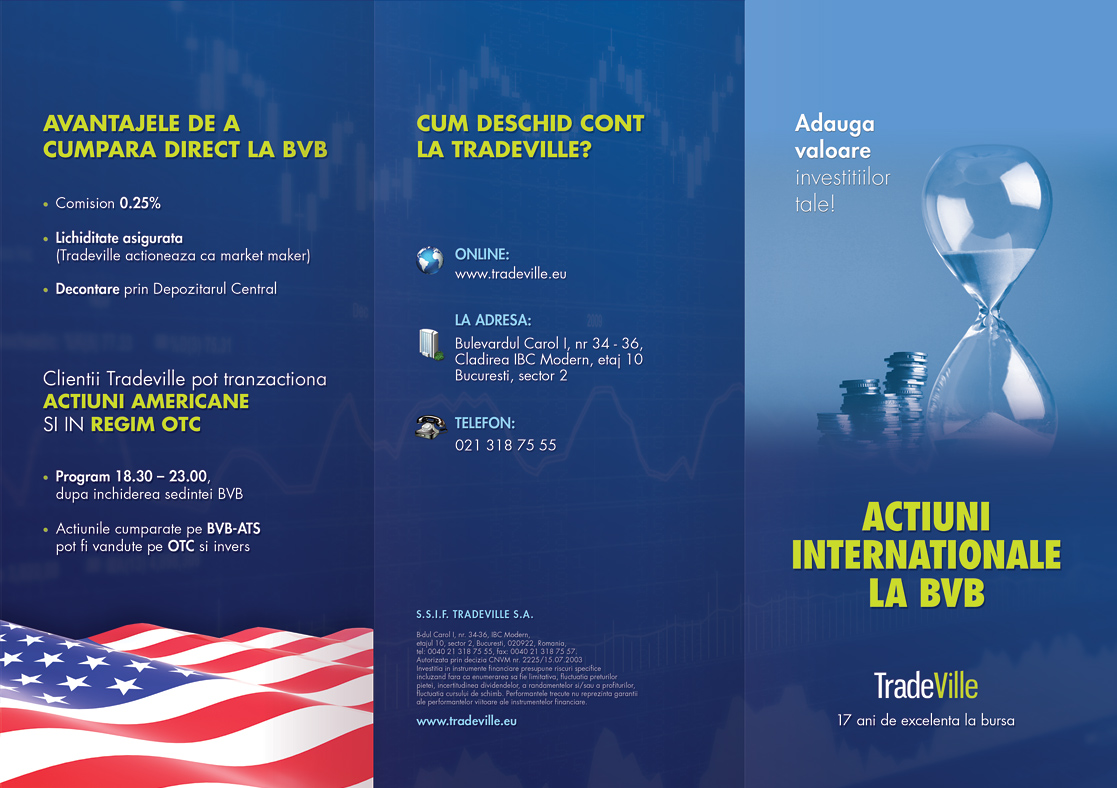 AVANTAJELE DE A
CUMPARA DIRECT LA BVB
• Comision 0.25%
• Lichiditate asigurata
(Tradeville actioneaza ca market maker)
• Decontare prin Depozitarul Central
Clientii Tradeville pot tranzactiona
ACTIUNI AMERICANE
SI IN REGIM OTC
• Program 18.30 – 23.00,
dupa inchiderea sedintei BVB
• Actiunile cumparate pe BVB-ATS
pot fi vandute pe OTC si invers
CUM DESCHID CONT
LA TRADEVILLE?
ONLINE:
www.tradeville.eu
LA ADRESA:
Bulevardul Carol I, nr 34 - 36,
Cladirea IBC Modern, etaj 10
Bucuresti, sector 2
TELEFON:
021 318 75 55
S.S.I.F. TRADEVILLE S.A.
B-dul Carol I, nr. 34-36, IBC Modern,
etajul 10, sector 2, Bucuresti, 020922, Romania,
tel: 0040 21 318 75 55, fax: 0040 21 318 75 57.
Autorizata prin decizia CNVM nr. 2225/15.07.2003
Investitia in instrumente financiare presupune riscuri specifice
incluzand fara ca enumerarea sa fie limitativa, fluctuatia preturilor
pietei, incertitudinea dividendelor, a randamentelor si/sau a profiturilor,
fluctuatia cursului de schimb. Performantele trecute nu reprezinta garantii
ale performantelor viitoare ale instrumentelor financiare.
www.tradeville.eu
Adauga
valoare
investitiilor
tale!
ACTIUNI
INTERNATIONALE
LA BVB
TradeVille
17 ani de excelenta la bursa